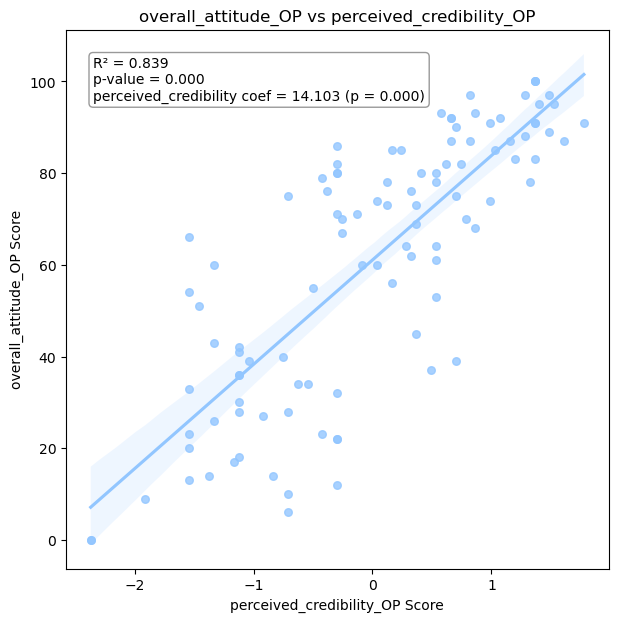 overall_attitude_OP vs perceived_credibility_OP
R² = 0.839
p-value = 0.000
perceived_credibility coef = 14.103 (p = 0.000)
100
80
60
40
20
0
overall_attitude_OP Score
−2
−1
0
1
perceived_credibility_OP Score